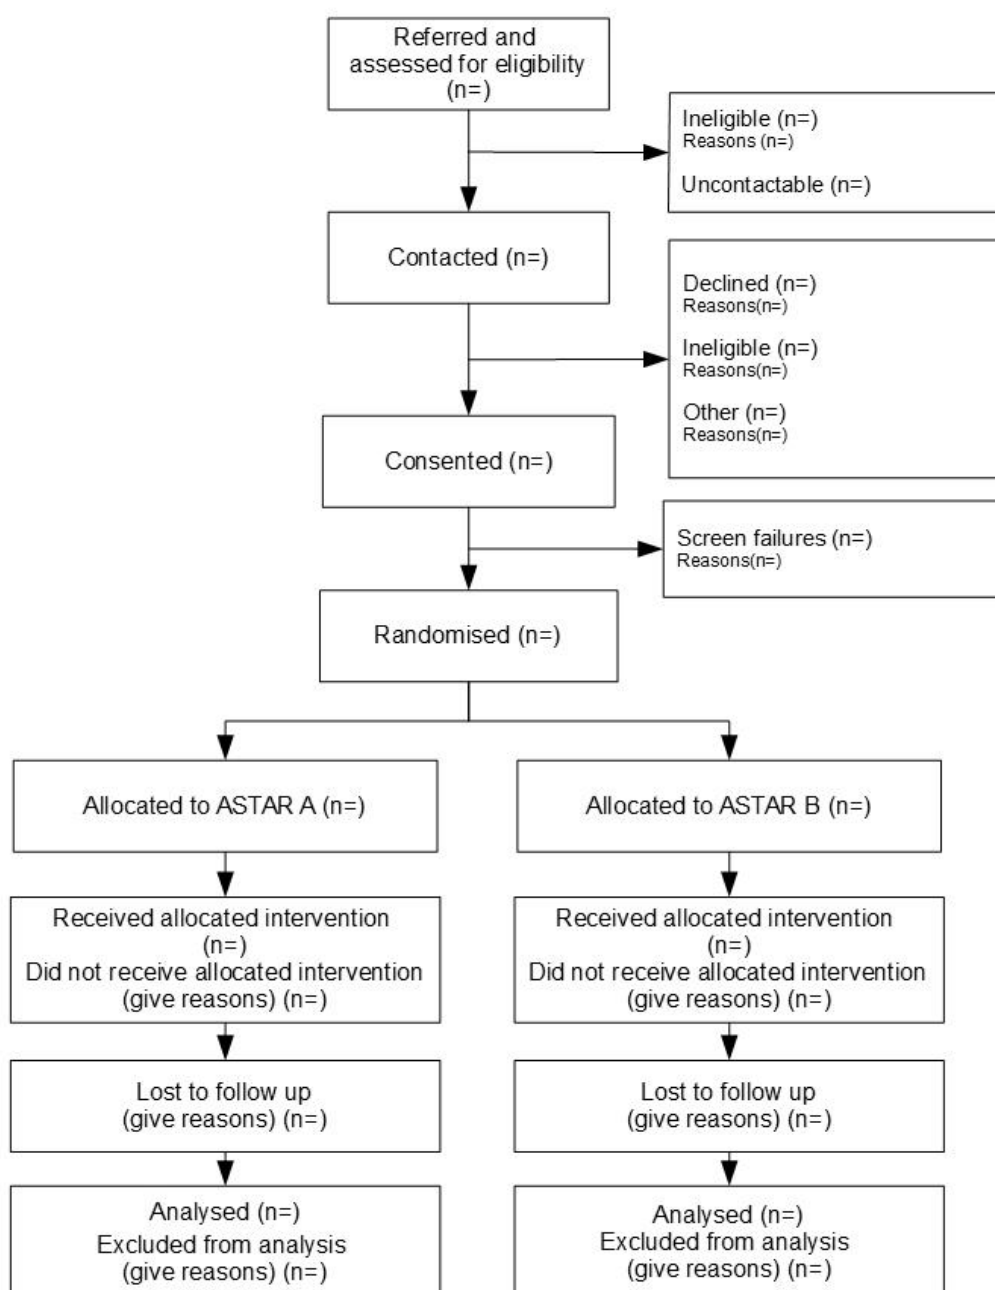 Referred and
assessed for eligibility
(n=)
Ineligible (n=)
Reasons (n=)
Uncontactable (n=)
Contacted (n=)
Declined (n=)
Reasons(n=)
Ineligible (n=)
Reasons(n=)
Other (n=)
Reasons(n=)
Consented (n=)
Screen failures (n=)
Reasons(n=)
Randomised (n=)
Allocated to ASTAR A (n=)
Allocated to ASTAR B (n=)
Received allocated intervention
(n=)
Did not receive allocated intervention
(give reasons) (n=)
Received allocated intervention
(n=)
Did not receive allocated intervention
(give reasons) (n=)
Lost to follow up
(give reasons) (n=)
Lost to follow up
(give reasons) (n=)
Analysed (n=)
Excluded from analysis
(give reasons) (n=)
Analysed (n=)
Excluded from analysis
(give reasons) (n=)